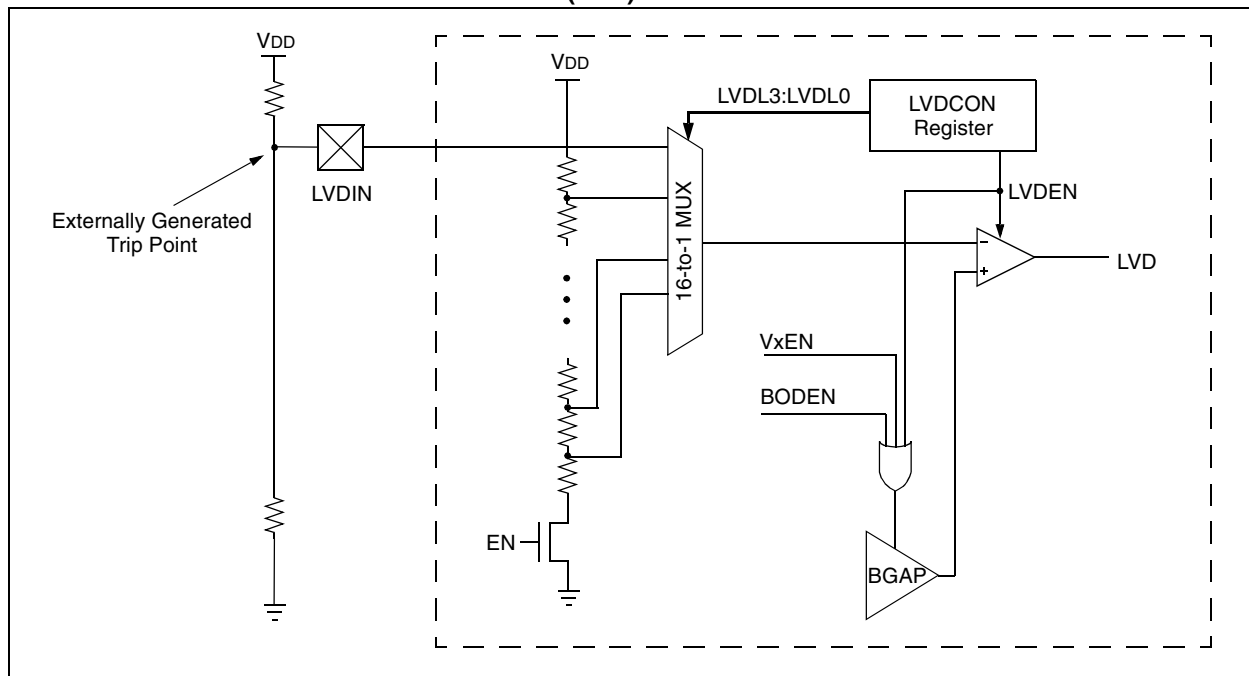 VDD
VDD
LVDL3:LVDL0
LVDCON
Register
LVDIN
LVDEN
Externally Generated
Trip Point
16-to-1 MUX
–
+
LVD
VxEN
BODEN
EN
BGAP